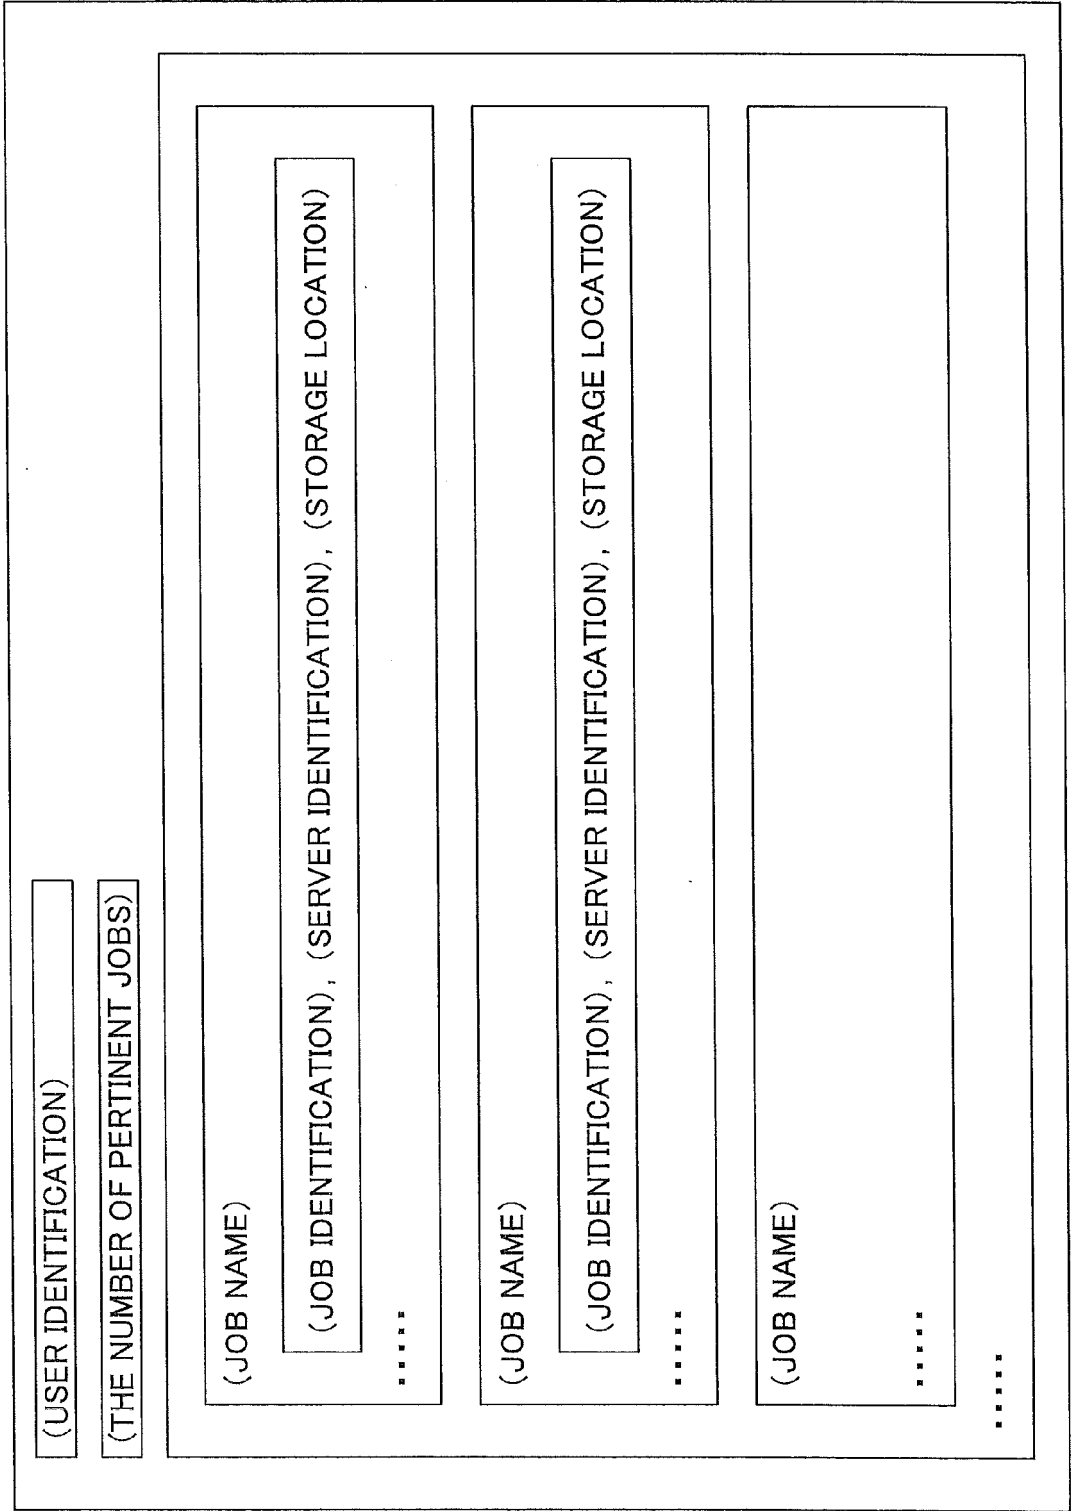 (USER IDENTIFICATION)
(THE NUMBER OF PERTINENT JOBS)
(JOB NAME)
(JOB IDENTIFICATION), (SERVER IDENTIFICATION), (STORAGE LOCATION)
.....
(JOB NAME)
(JOB IDENTIFICATION), (SERVER IDENTIFICATION), (STORAGE LOCATION)
.....
(JOB NAME)
.....
.....